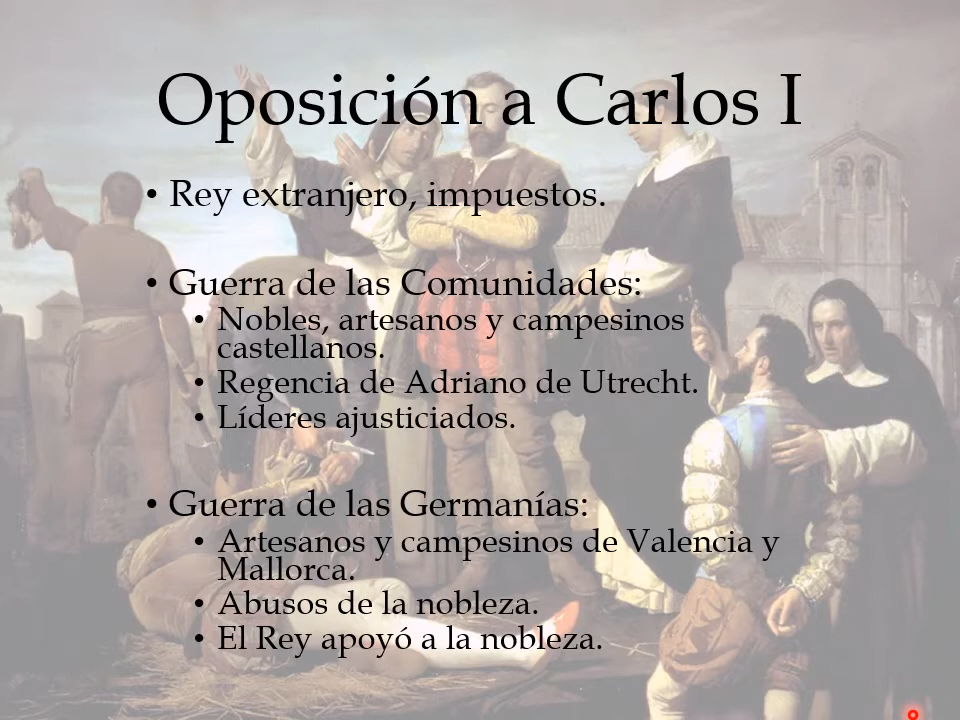 Oposición a Carlos I
• Rey extranjero, impuestos.
• Guerra de las Comunidades:
• Nobles, artesanos y campesinos
castellanos.
• Regencia de Adriano de Utrecht.
• Líderes ajusticiados.
• Guerra de las Germanías:
• Artesanos y campesinos de Valencia y
Mallorca.
• Abusos de la nobleza.
• El Rey apoyó a la nobleza.